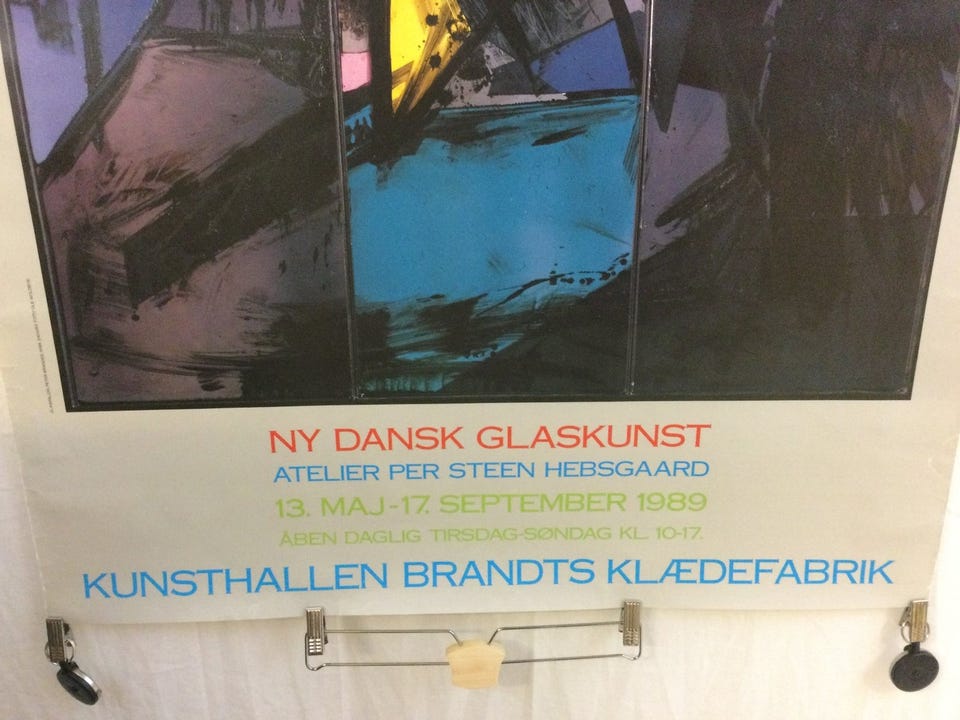 NY DANSK GLASKUNST
ATELIER PER STEEN HEBSGAARD
13. MAJ-17. SEPTEMBER 1989
ÅBEN DAGLIG TIRSDAG-SØNDAG KL. 10-17.
KUNSTHALLEN BRANDTS KLÆDEFABRIK